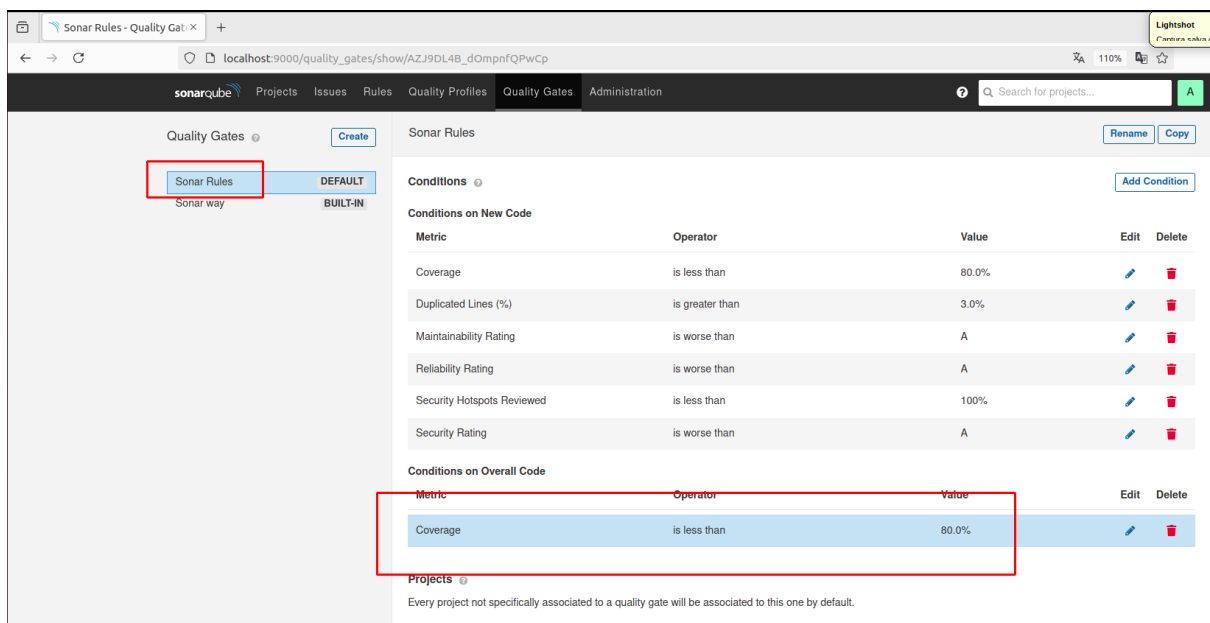 Sonar Rules - Quality Gat
Lightshot
Captura salva
localhost:9000/quality_gates/show/AZJ9DL4B_dOmpnfQPwCp
110%
sonarqube Projects Issues Rules Quality Profiles Quality Gates Administration Search for projects... A
Quality Gates Create
Sonar Rules DEFAULT
Sonar way BUILT-IN
Sonar Rules Rename Copy
Conditions Add Condition
Conditions on New Code
Metric Operator Value Edit Delete
Coverage is less than 80.0%
Duplicated Lines (%) is greater than 3.0%
Maintainability Rating is worse than A
Reliability Rating is worse than A
Security Hotspots Reviewed is less than 100%
Security Rating is worse than A
Conditions on Overall Code
Metric Operator Value Edit Delete
Coverage is less than 80.0%
Projects
Every project not specifically associated to a quality gate will be associated to this one by default.